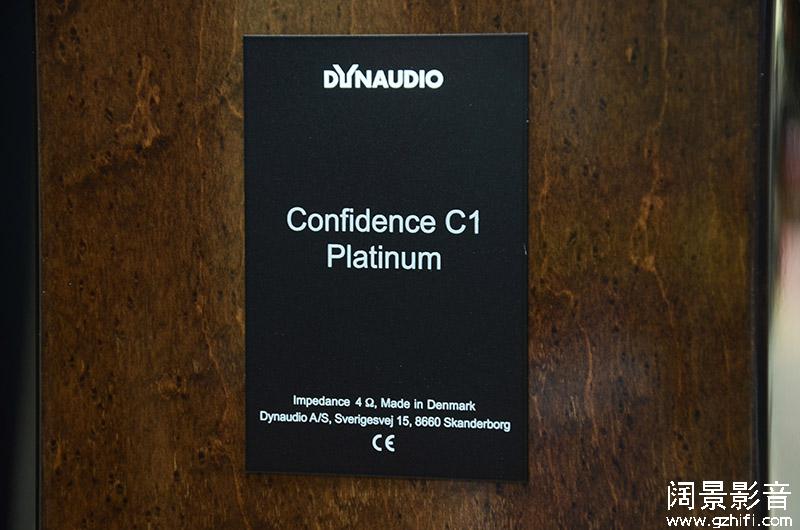 DYNAUDIO
Confidence C1
Platinum
Impedance 4 Ω, Made in Denmark
Dynaudio A/S, Sverigesvej 15, 8660 Skanderborg
CE
阔景影音
www.gzhifi.com